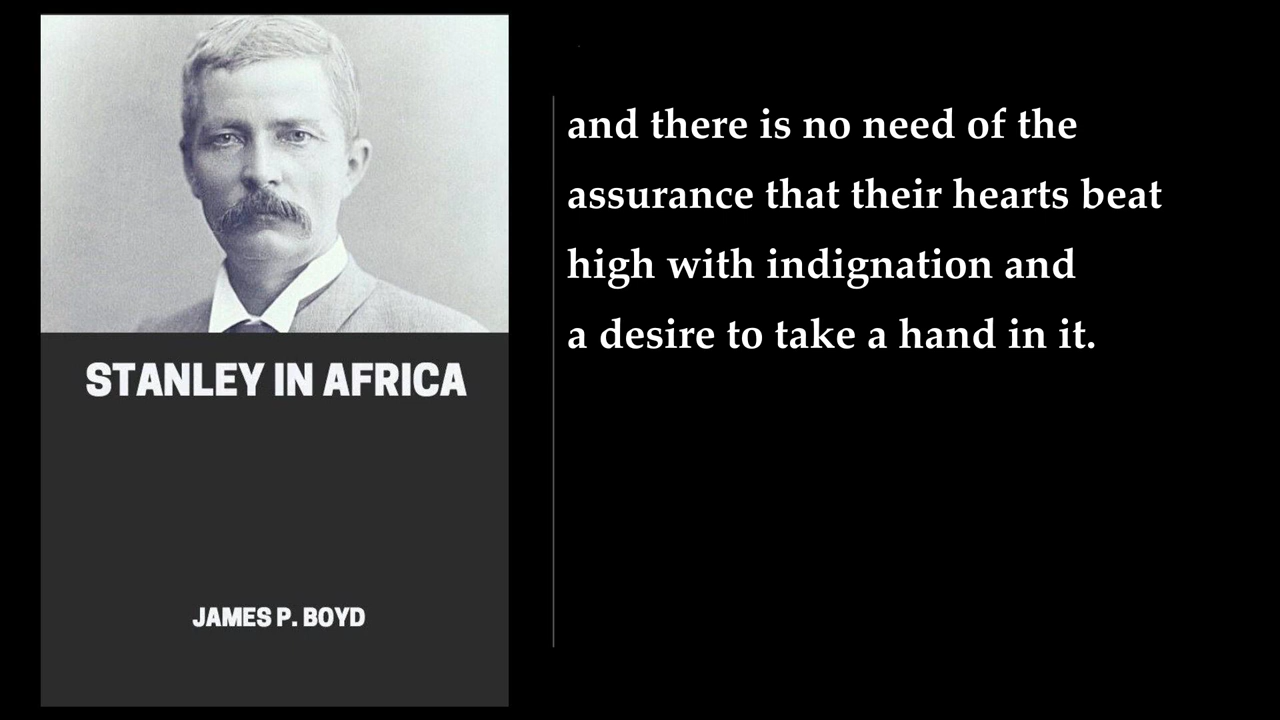 STANLEY IN AFRICA
JAMES P. BOYD
and there is no need of the
assurance that their hearts beat
high with indignation and
a desire to take a hand in it.